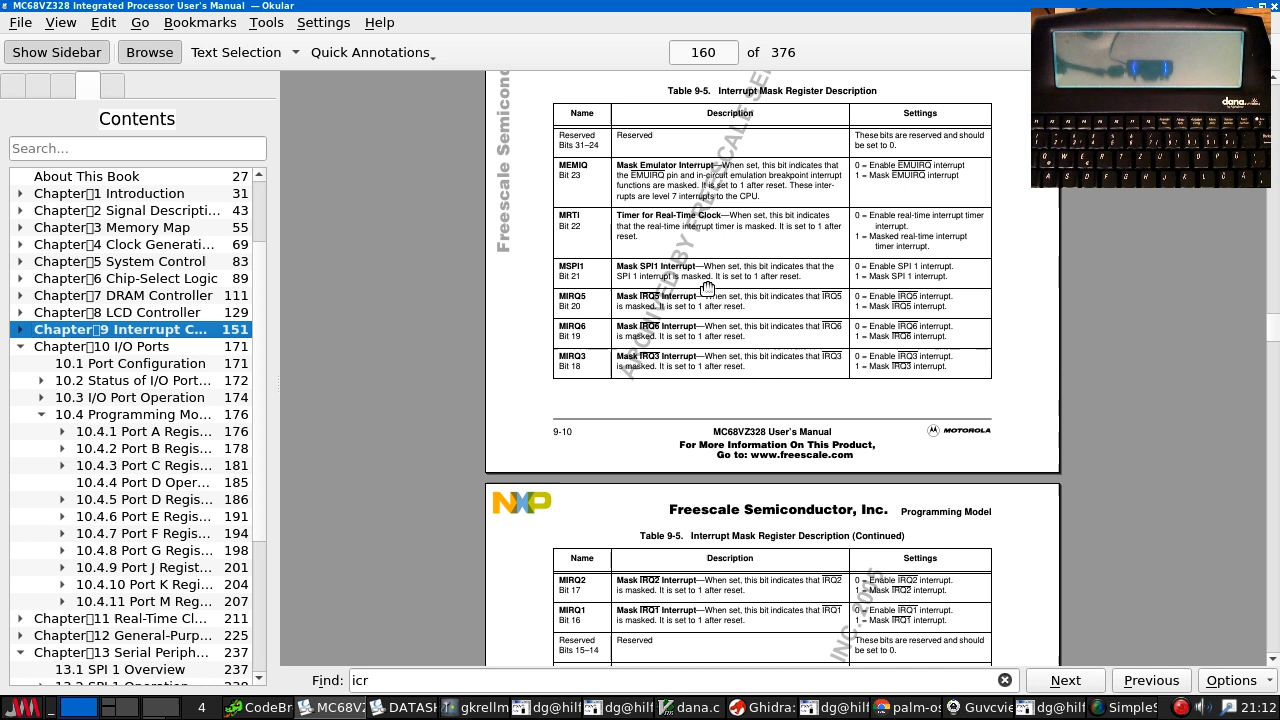 MC68VZ328 Integrated Processor User's Manual — Okular
File View Edit Go Bookmarks Tools Settings Help
Show Sidebar Browse Text Selection Quick Annotations 160 of 376
Contents
Search...
About This Book 27
Chapter 1 Introduction 31
Chapter 2 Signal Descripti... 43
Chapter 3 Memory Map 55
Chapter 4 Clock Generati... 69
Chapter 5 System Control 83
Chapter 6 Chip-Select Logic 89
Chapter 7 DRAM Controller 111
Chapter 8 LCD Controller 129
Chapter 9 Interrupt C... 151
Chapter 10 I/O Ports 171
10.1 Port Configuration 171
10.2 Status of I/O Port... 172
10.3 I/O Port Operation 174
10.4 Programming Mo... 176
10.4.1 Port A Regis... 176
10.4.2 Port B Regis... 178
10.4.3 Port C Regis... 181
10.4.4 Port D Oper... 185
10.4.5 Port D Regis... 186
10.4.6 Port E Regis... 191
10.4.7 Port F Regis... 194
10.4.8 Port G Regis... 198
10.4.9 Port J Regist... 201
10.4.10 Port K Regi... 204
10.4.11 Port M Reg... 207
Chapter 11 Real-Time Cl... 211
Chapter 12 General-Purp... 225
Chapter 13 Serial Periph... 237
13.1 SPI 1 Overview 237
Freescale Semicond
Table 9-5. Interrupt Mask Register Description
Name Description Settings
Reserved Reserved These bits are reserved and should
Bits 31–24 be set to 0.
MEMIQ Mask Emulator Interrupt—When set, this bit indicates that 0 = Enable EMUIRQ interrupt
Bit 23 the EMUIRQ pin and in-circuit emulation breakpoint interrupt 1 = Mask EMUIRQ interrupt
functions are masked. It is set to 1 after reset. These inter-
rupts are level 7 interrupts to the CPU.
MRTI Timer for Real-Time Clock—When set, this bit indicates 0 = Enable real-time interrupt timer
Bit 22 that the real-time interrupt timer is masked. It is set to 1 after interrupt.
reset. 1 = Masked real-time interrupt
timer interrupt.
MSPI1 Mask SPI1 Interrupt—When set, this bit indicates that the 0 = Enable SPI 1 interrupt.
Bit 21 SPI 1 interrupt is masked. It is set to 1 after reset. 1 = Mask SPI 1 interrupt.
MIRQ5 Mask IRQ5 Interrupt—When set, this bit indicates that IRQ5 0 = Enable IRQ5 interrupt.
Bit 20 is masked. It is set to 1 after reset. 1 = Mask IRQ5 interrupt.
MIRQ6 Mask IRQ6 Interrupt—When set, this bit indicates that IRQ6 0 = Enable IRQ6 interrupt.
Bit 19 is masked. It is set to 1 after reset. 1 = Mask IRQ6 interrupt.
MIRQ3 Mask IRQ3 Interrupt—When set, this bit indicates that IRQ3 0 = Enable IRQ3 interrupt.
Bit 18 is masked. It is set to 1 after reset. 1 = Mask IRQ3 interrupt.
ARCHIVED BY FREESCALE SE
9-10 MC68VZ328 User's Manual MOTOROLA
For More Information On This Product,
Go to: www.freescale.com
NXP Freescale Semiconductor, Inc. Programming Model
Table 9-5. Interrupt Mask Register Description (Continued)
Name Description Settings
MIRQ2 Mask IRQ2 Interrupt—When set, this bit indicates that IRQ2 0 = Enable IRQ2 interrupt.
Bit 17 is masked. It is set to 1 after reset. 1 = Mask IRQ2 interrupt.
MIRQ1 Mask IRQ1 Interrupt—When set, this bit indicates that IRQ1 0 = Enable IRQ1 interrupt.
Bit 16 is masked. It is set to 1 after reset. 1 = Mask IRQ1 interrupt.
Reserved Reserved These bits are reserved and should
Bits 15–14 be set to 0.
INC. 2005
dana
Find: icr Next Previous Options
4 CodeBr MC68V DATAS gkrellm dg@hilf dg@hilf dana.c Ghidra: dg@hilf palm-os Guvcvie dg@hilf SimpleS 21:12